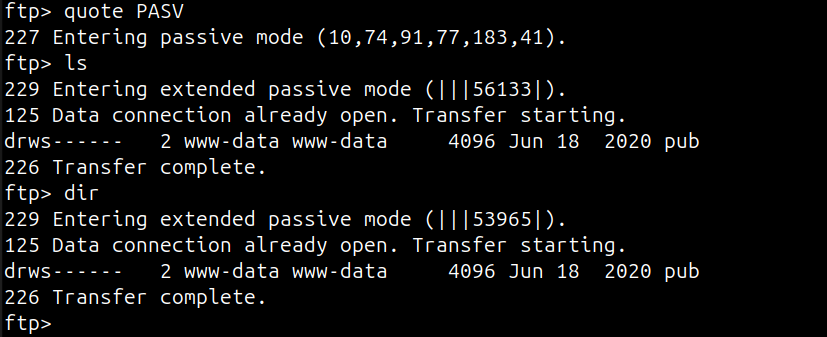 ftp> quote PASV
227 Entering passive mode (10,74,91,77,183,41).
ftp> ls
229 Entering extended passive mode (|||56133|).
125 Data connection already open. Transfer starting.
drws------   2 www-data www-data     4096 Jun 18  2020 pub
226 Transfer complete.
ftp> dir
229 Entering extended passive mode (|||53965|).
125 Data connection already open. Transfer starting.
drws------   2 www-data www-data     4096 Jun 18  2020 pub
226 Transfer complete.
ftp>